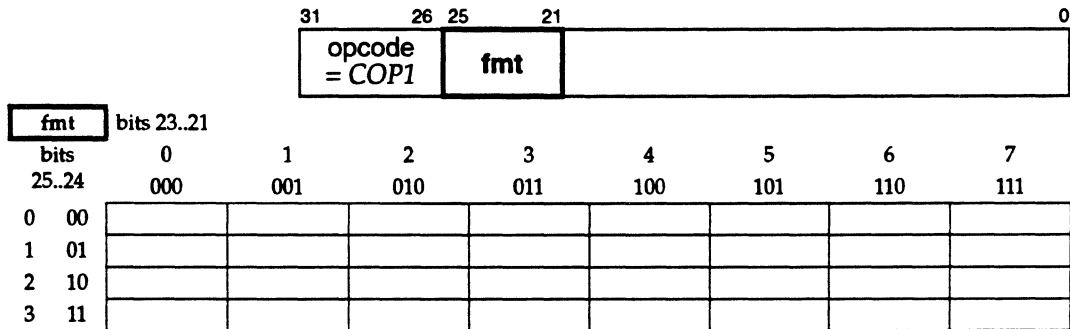 31 26 25 21 0
opcode
= COP1 fmt
fmt bits 23..21
bits 0 1 2 3 4 5 6 7
25..24 000 001 010 011 100 101 110 111
0 00
1 01
2 10
3 11